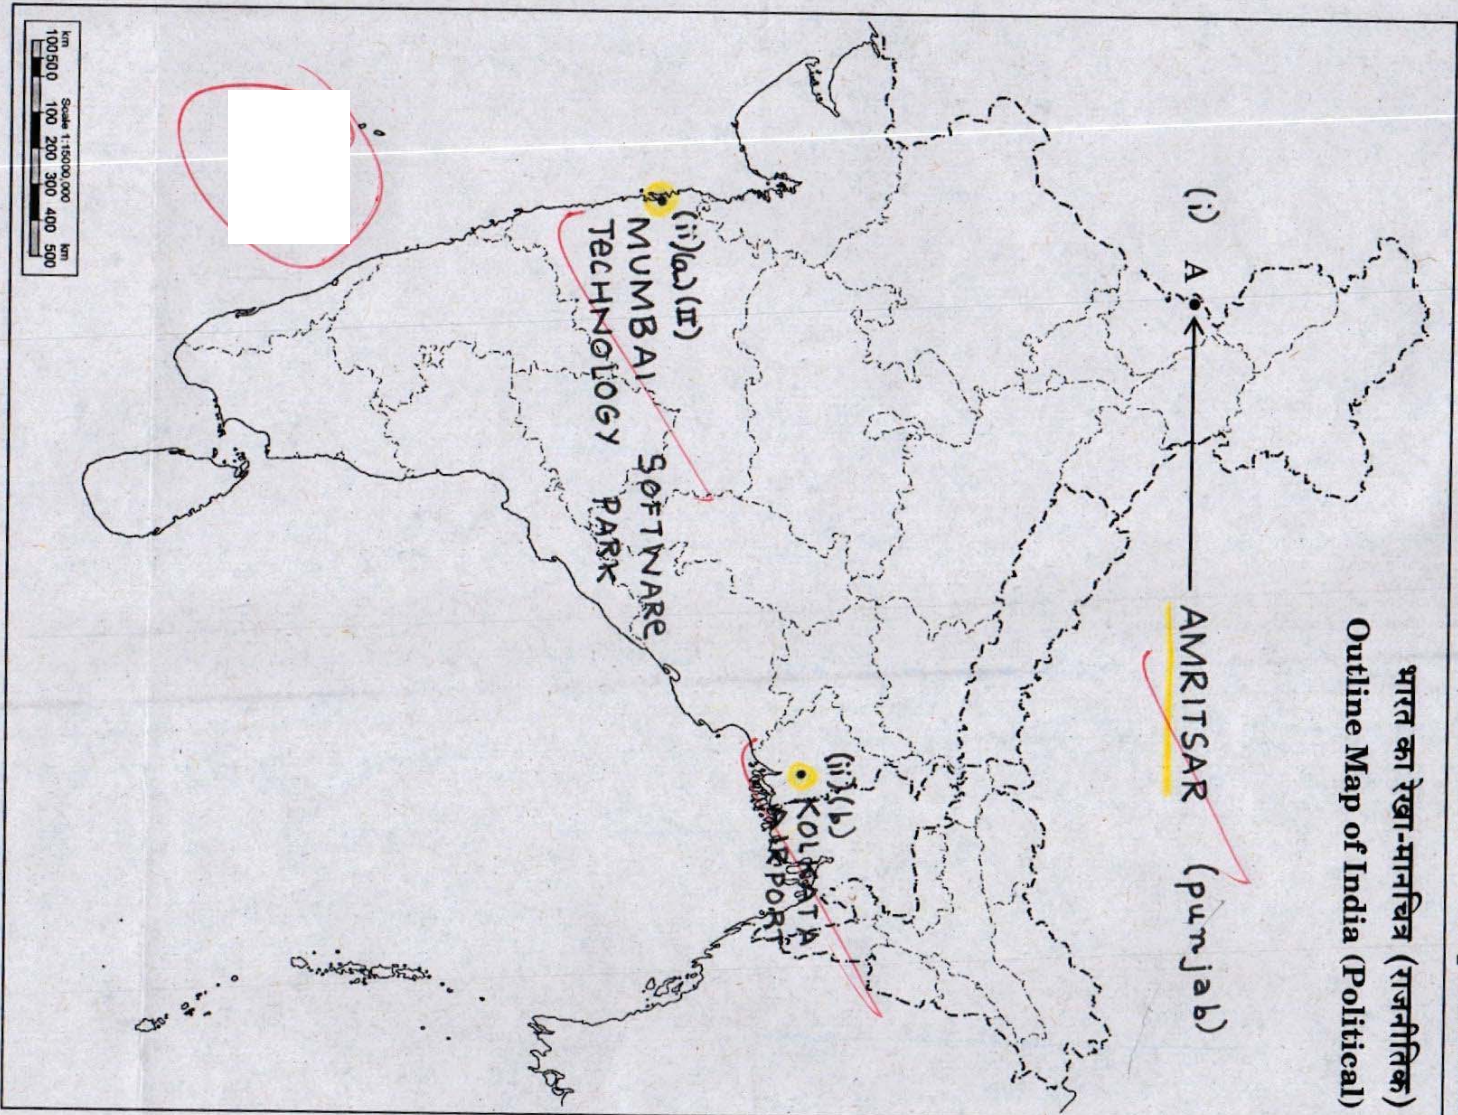 भारत का रेखा-मानचित्र (राजनीतिक)
Outline Map of India (Political)
(i) A
AMRITSAR (punjab)
(ii)(b)
KOLKATA
AIRPORT
(ii)(a)(II)
MUMBAI SOFTWARE
TECHNOLOGY PARK
Scale 1:15000,000
km km
100 50 0 100 200 300 400 500